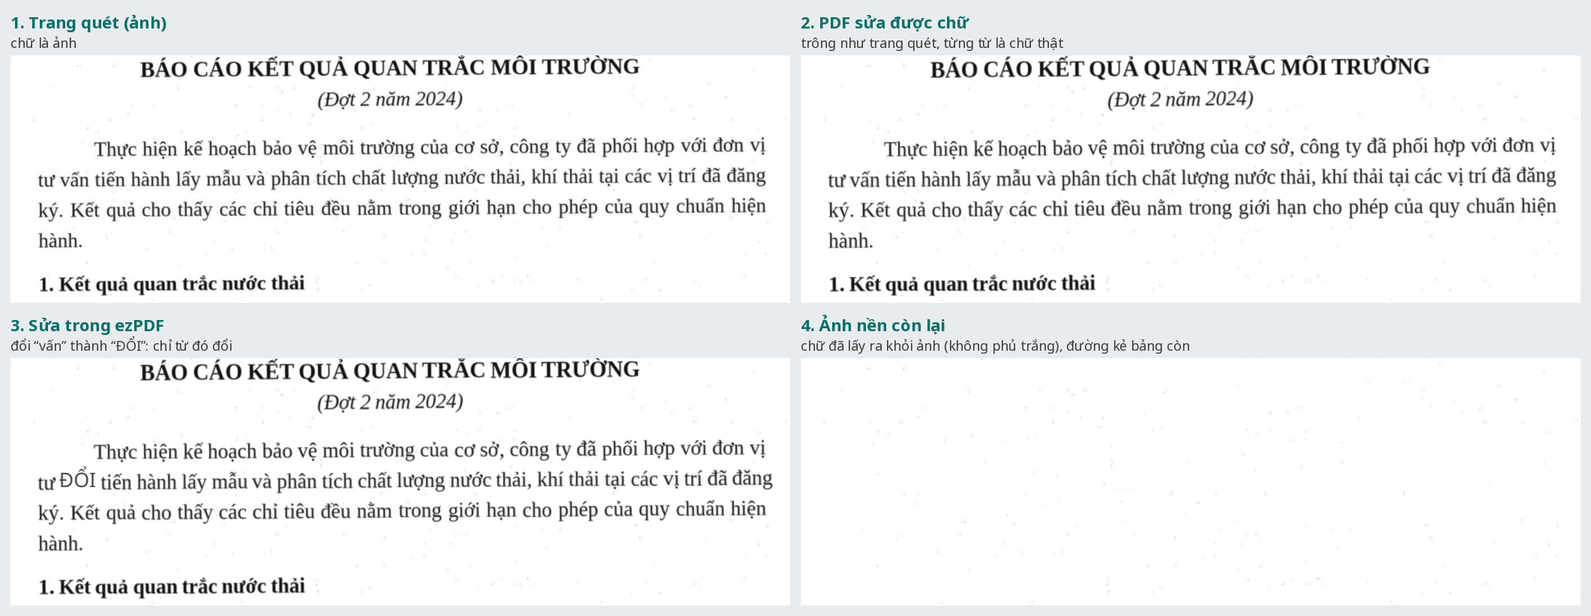 1. Trang quét (ảnh)
chữ là ảnh
BÁO CÁO KẾT QUẢ QUAN TRẮC MÔI TRƯỜNG
(Đợt 2 năm 2024)
Thực hiện kế hoạch bảo vệ môi trường của cơ sở, công ty đã phối hợp với đơn vị
tư vấn tiến hành lấy mẫu và phân tích chất lượng nước thải, khí thải tại các vị trí đã đăng
ký. Kết quả cho thấy các chỉ tiêu đều nằm trong giới hạn cho phép của quy chuẩn hiện
hành.
1. Kết quả quan trắc nước thải
2. PDF sửa được chữ
trông như trang quét, từng từ là chữ thật
BÁO CÁO KẾT QUẢ QUAN TRẮC MÔI TRƯỜNG
(Đợt 2 năm 2024)
Thực hiện kế hoạch bảo vệ môi trường của cơ sở, công ty đã phối hợp với đơn vị
tư vấn tiến hành lấy mẫu và phân tích chất lượng nước thải, khí thải tại các vị trí đã đăng
ký. Kết quả cho thấy các chỉ tiêu đều nằm trong giới hạn cho phép của quy chuẩn hiện
hành.
1. Kết quả quan trắc nước thải
3. Sửa trong ezPDF
đổi “vấn” thành “ĐỔI”: chỉ từ đó đổi
BÁO CÁO KẾT QUẢ QUAN TRẮC MÔI TRƯỜNG
(Đợt 2 năm 2024)
Thực hiện kế hoạch bảo vệ môi trường của cơ sở, công ty đã phối hợp với đơn vị
tư ĐỔI tiến hành lấy mẫu và phân tích chất lượng nước thải, khí thải tại các vị trí đã đăng
ký. Kết quả cho thấy các chỉ tiêu đều nằm trong giới hạn cho phép của quy chuẩn hiện
hành.
1. Kết quả quan trắc nước thải
4. Ảnh nền còn lại
chữ đã lấy ra khỏi ảnh (không phủ trắng), đường kẻ bảng còn